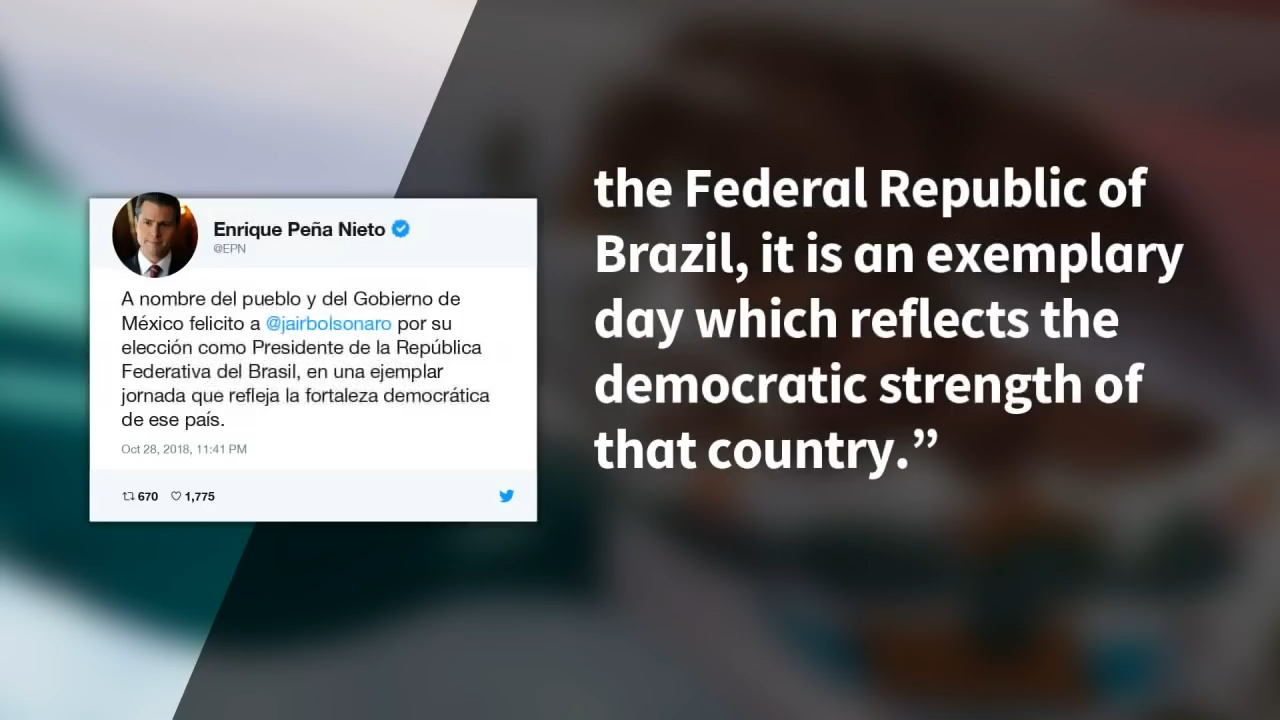 Enrique Peña Nieto
@EPN
A nombre del pueblo y del Gobierno de
México felicito a @jairbolsonaro por su
elección como Presidente de la República
Federativa del Brasil, en una ejemplar
jornada que refleja la fortaleza democrática
de ese país.
Oct 28, 2018, 11:41 PM
670 1,775
the Federal Republic of
Brazil, it is an exemplary
day which reflects the
democratic strength of
that country.”